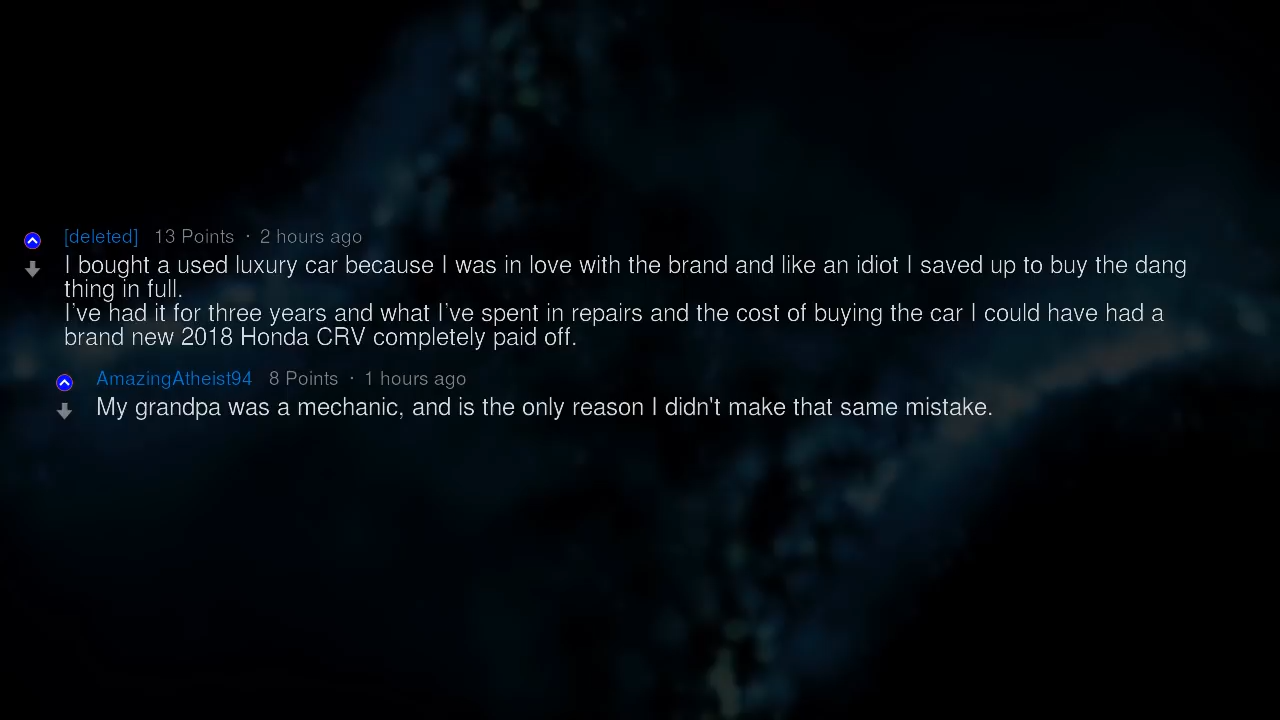 [deleted] 13 Points · 2 hours ago
I bought a used luxury car because I was in love with the brand and like an idiot I saved up to buy the dang
thing in full.
I've had it for three years and what I've spent in repairs and the cost of buying the car I could have had a
brand new 2018 Honda CRV completely paid off.
AmazingAtheist94 8 Points · 1 hours ago
My grandpa was a mechanic, and is the only reason I didn't make that same mistake.